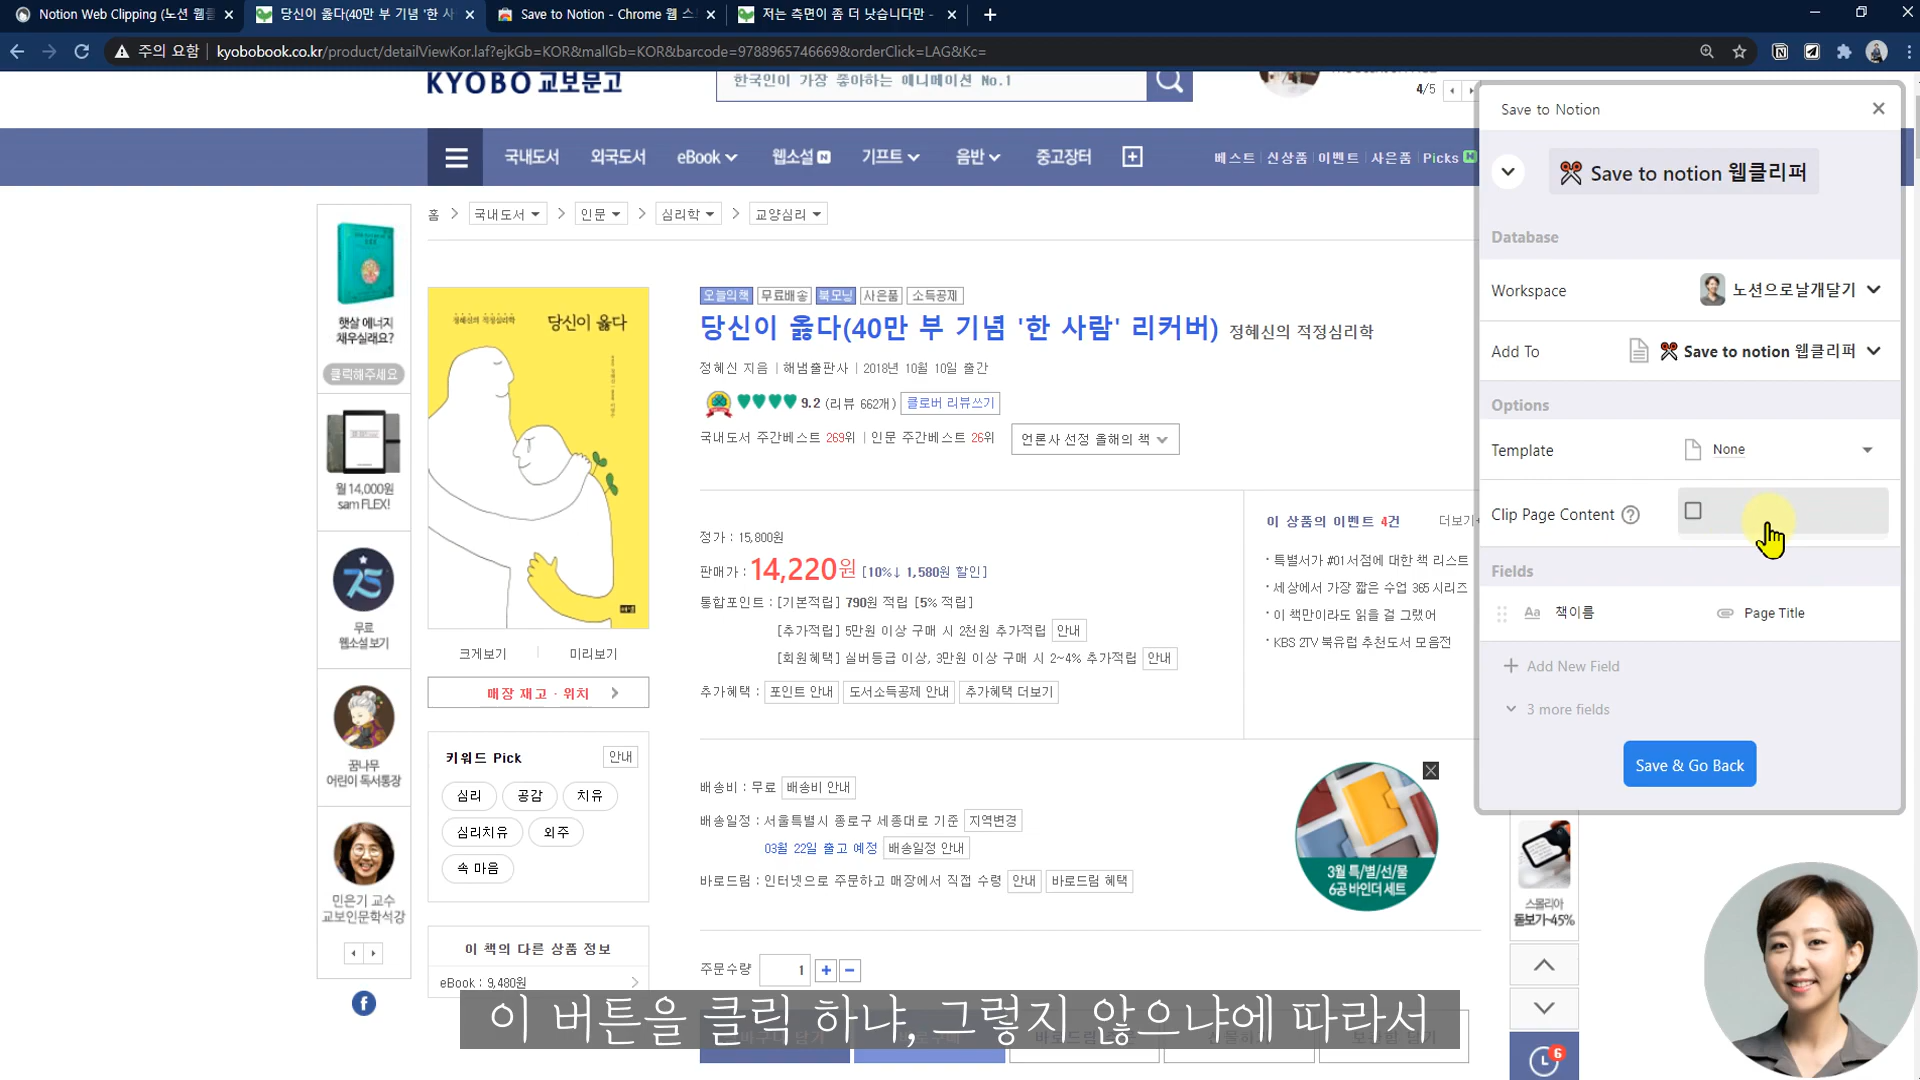 Notion Web Clipping (노션 웹클
당신이 옳다(40만 부 기념 '한 사
Save to Notion - Chrome 웹 스
저는 측면이 좀 더 낫습니다만 -
주의 요함
kyobobook.co.kr/product/detailViewKor.laf?ejkGb=KOR&mallGb=KOR&barcode=9788965746669&orderClick=LAG&Kc=
KYOBO 교보문고
한국인이 가장 좋아하는 애니메이션 No.1
4/5
국내도서
외국도서
eBook
웹소설 N
기프트
음반
중고장터
베스트 | 신상품 | 이벤트 | 사은품 | Picks N
홈 > 국내도서 > 인문 > 심리학 > 교양심리
햇살 에너지
채우실래요?
클릭해주세요
월14,000원
sam FLEX!
75
무료
웹소설 보기
꿈나무
어린이 독서통장
민은기 교수
교보인문학석강
정혜신의 적정심리학
당신이 옳다
크게보기
미리보기
매장 재고 · 위치
키워드 Pick
안내
심리
공감
치유
심리치유
외주
속 마음
이 책의 다른 상품 정보
eBook : 9,480원
오늘의책 무료배송 북모닝 사은품 소득공제
당신이 옳다(40만 부 기념 '한 사람' 리커버) 정혜신의 적정심리학
정혜신 지음 | 해냄출판사 | 2018년 10월 10일 출간
9.2 (리뷰 662개) 클로버 리뷰쓰기
국내도서 주간베스트 269위 | 인문 주간베스트 26위
언론사 선정 올해의 책
정가 : 15,800원
판매가 : 14,220원 [10%↓ 1,580원 할인]
통합포인트 : [기본적립] 790원 적립 [5% 적립]
[추가적립] 5만원 이상 구매 시 2천원 추가적립 안내
[회원혜택] 실버등급 이상, 3만원 이상 구매 시 2~4% 추가적립 안내
추가혜택 : 포인트 안내 도서소득공제 안내 추가혜택 더보기
이 상품의 이벤트 4건
더보기+
· 특별서가 #01 서점에 대한 책 리스트
· 세상에서 가장 짧은 수업 365 시리즈
· 이 책만이라도 읽을 걸 그랬어
· KBS 2TV 북유럽 추천도서 모음전
배송비 : 무료 배송비 안내
배송일정 : 서울특별시 종로구 세종대로 기준 지역변경
03월 22일 출고 예정 배송일정 안내
바로드림 : 인터넷으로 주문하고 매장에서 직접 수령 안내 바로드림 혜택
3월 특/별/선/물
6공 바인더 세트
주문수량 1
Save to Notion
Save to notion 웹클리퍼
Database
Workspace
노션으로날개달기
Add To
Save to notion 웹클리퍼
Options
Template
None
Clip Page Content
Fields
Aa 책이름
Page Title
Add New Field
3 more fields
Save & Go Back
스몰리아
돋보기~45%
6
이 버튼을 클릭 하냐, 그렇지 않으냐에 따라서